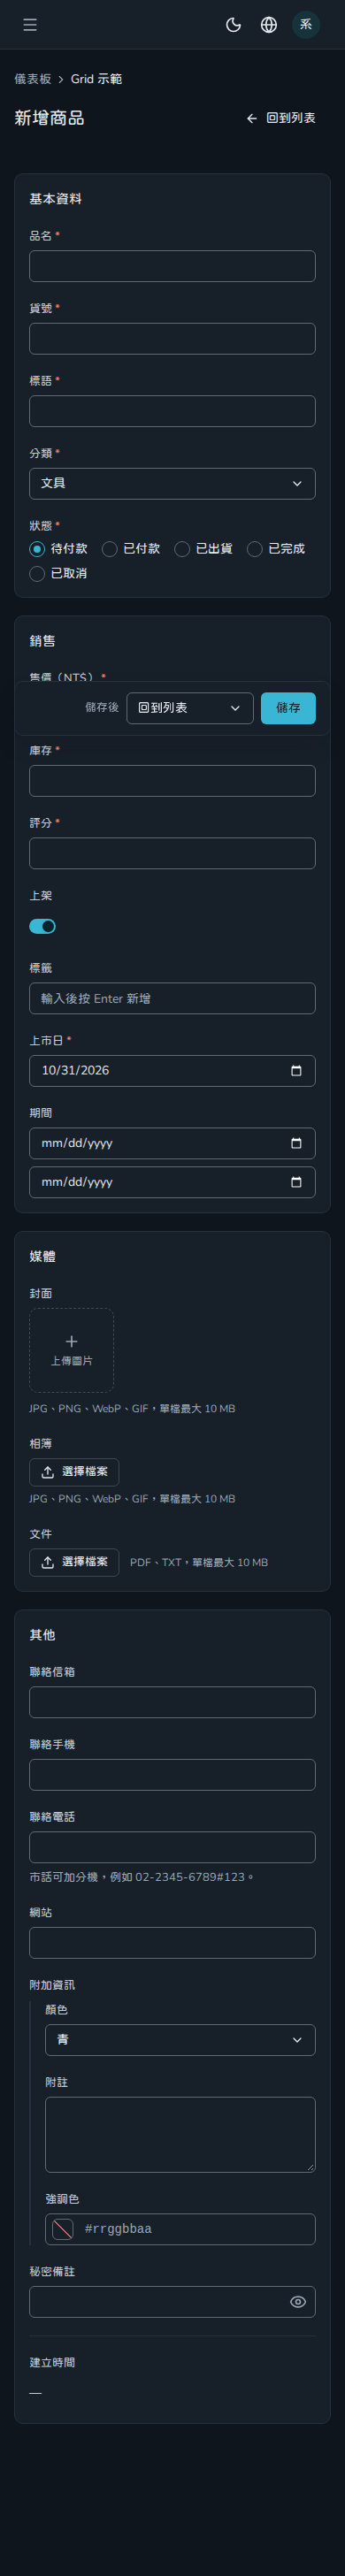 系
儀表板 > Grid 示範
新增商品
← 回到列表
基本資料
品名 *
貨號 *
標語 *
分類 *
文具
狀態 *
待付款 已付款 已出貨 已完成
已取消
銷售
售價（NT$） *
儲存後 回到列表 儲存
庫存 *
評分 *
上架
標籤
輸入後按 Enter 新增
上市日 *
10/31/2026
期間
mm/dd/yyyy
mm/dd/yyyy
媒體
封面
上傳圖片
JPG、PNG、WebP、GIF，單檔最大 10 MB
相簿
選擇檔案
JPG、PNG、WebP、GIF，單檔最大 10 MB
文件
選擇檔案 PDF、TXT，單檔最大 10 MB
其他
聯絡信箱
聯絡手機
聯絡電話
市話可加分機，例如 02-2345-6789#123。
網站
附加資訊
顏色
青
附註
強調色
#rrggbbaa
秘密備註
建立時間
—